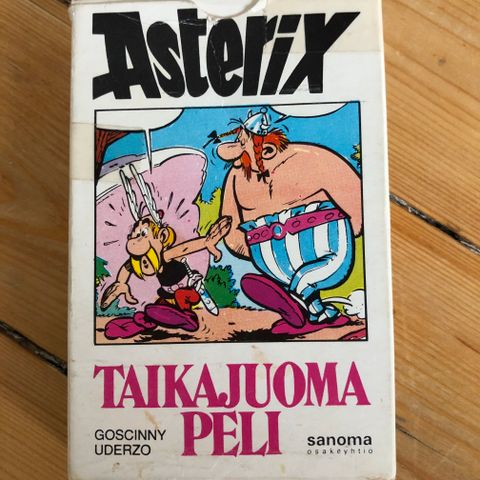 Asterix
TAIKAJUOMA
PELI
GOSCINNY
UDERZO
sanoma
osakeyhtiö